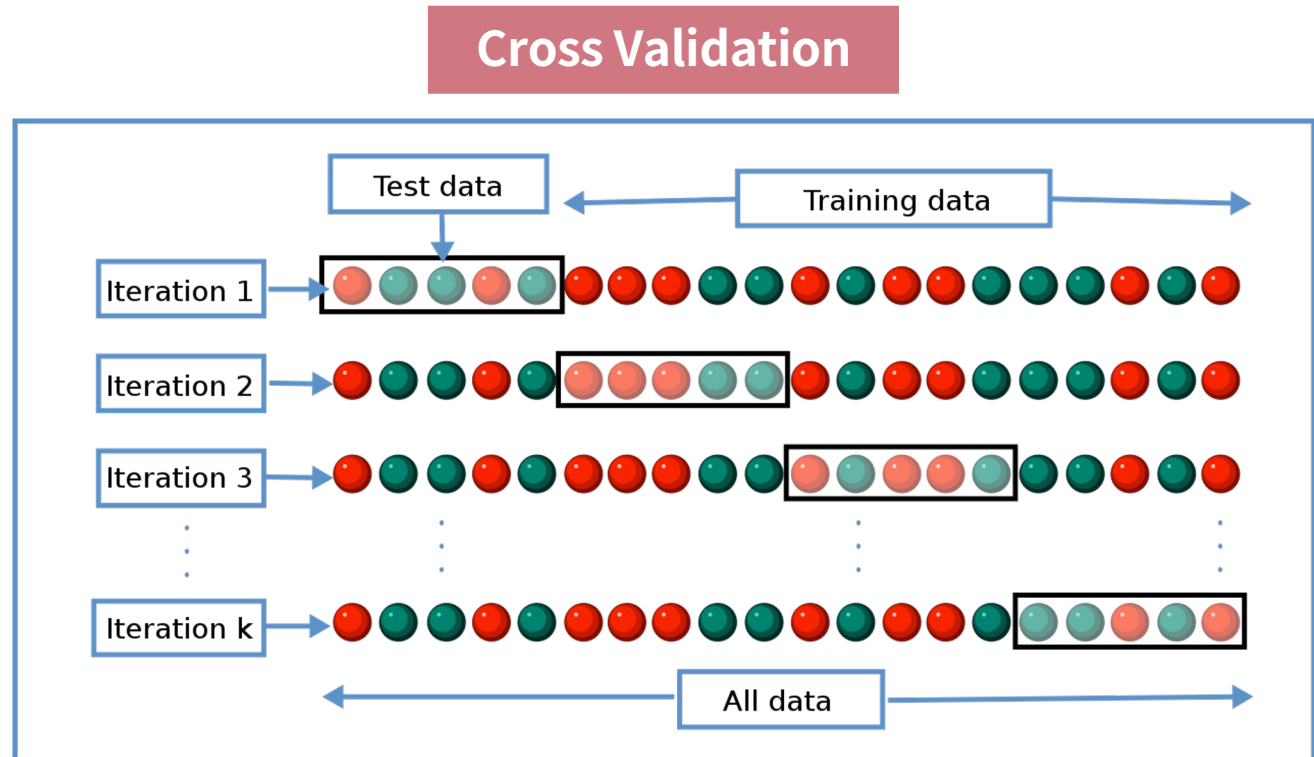 Cross Validation
Test data
Training data
Iteration 1
Iteration 2
Iteration 3
Iteration k
All data